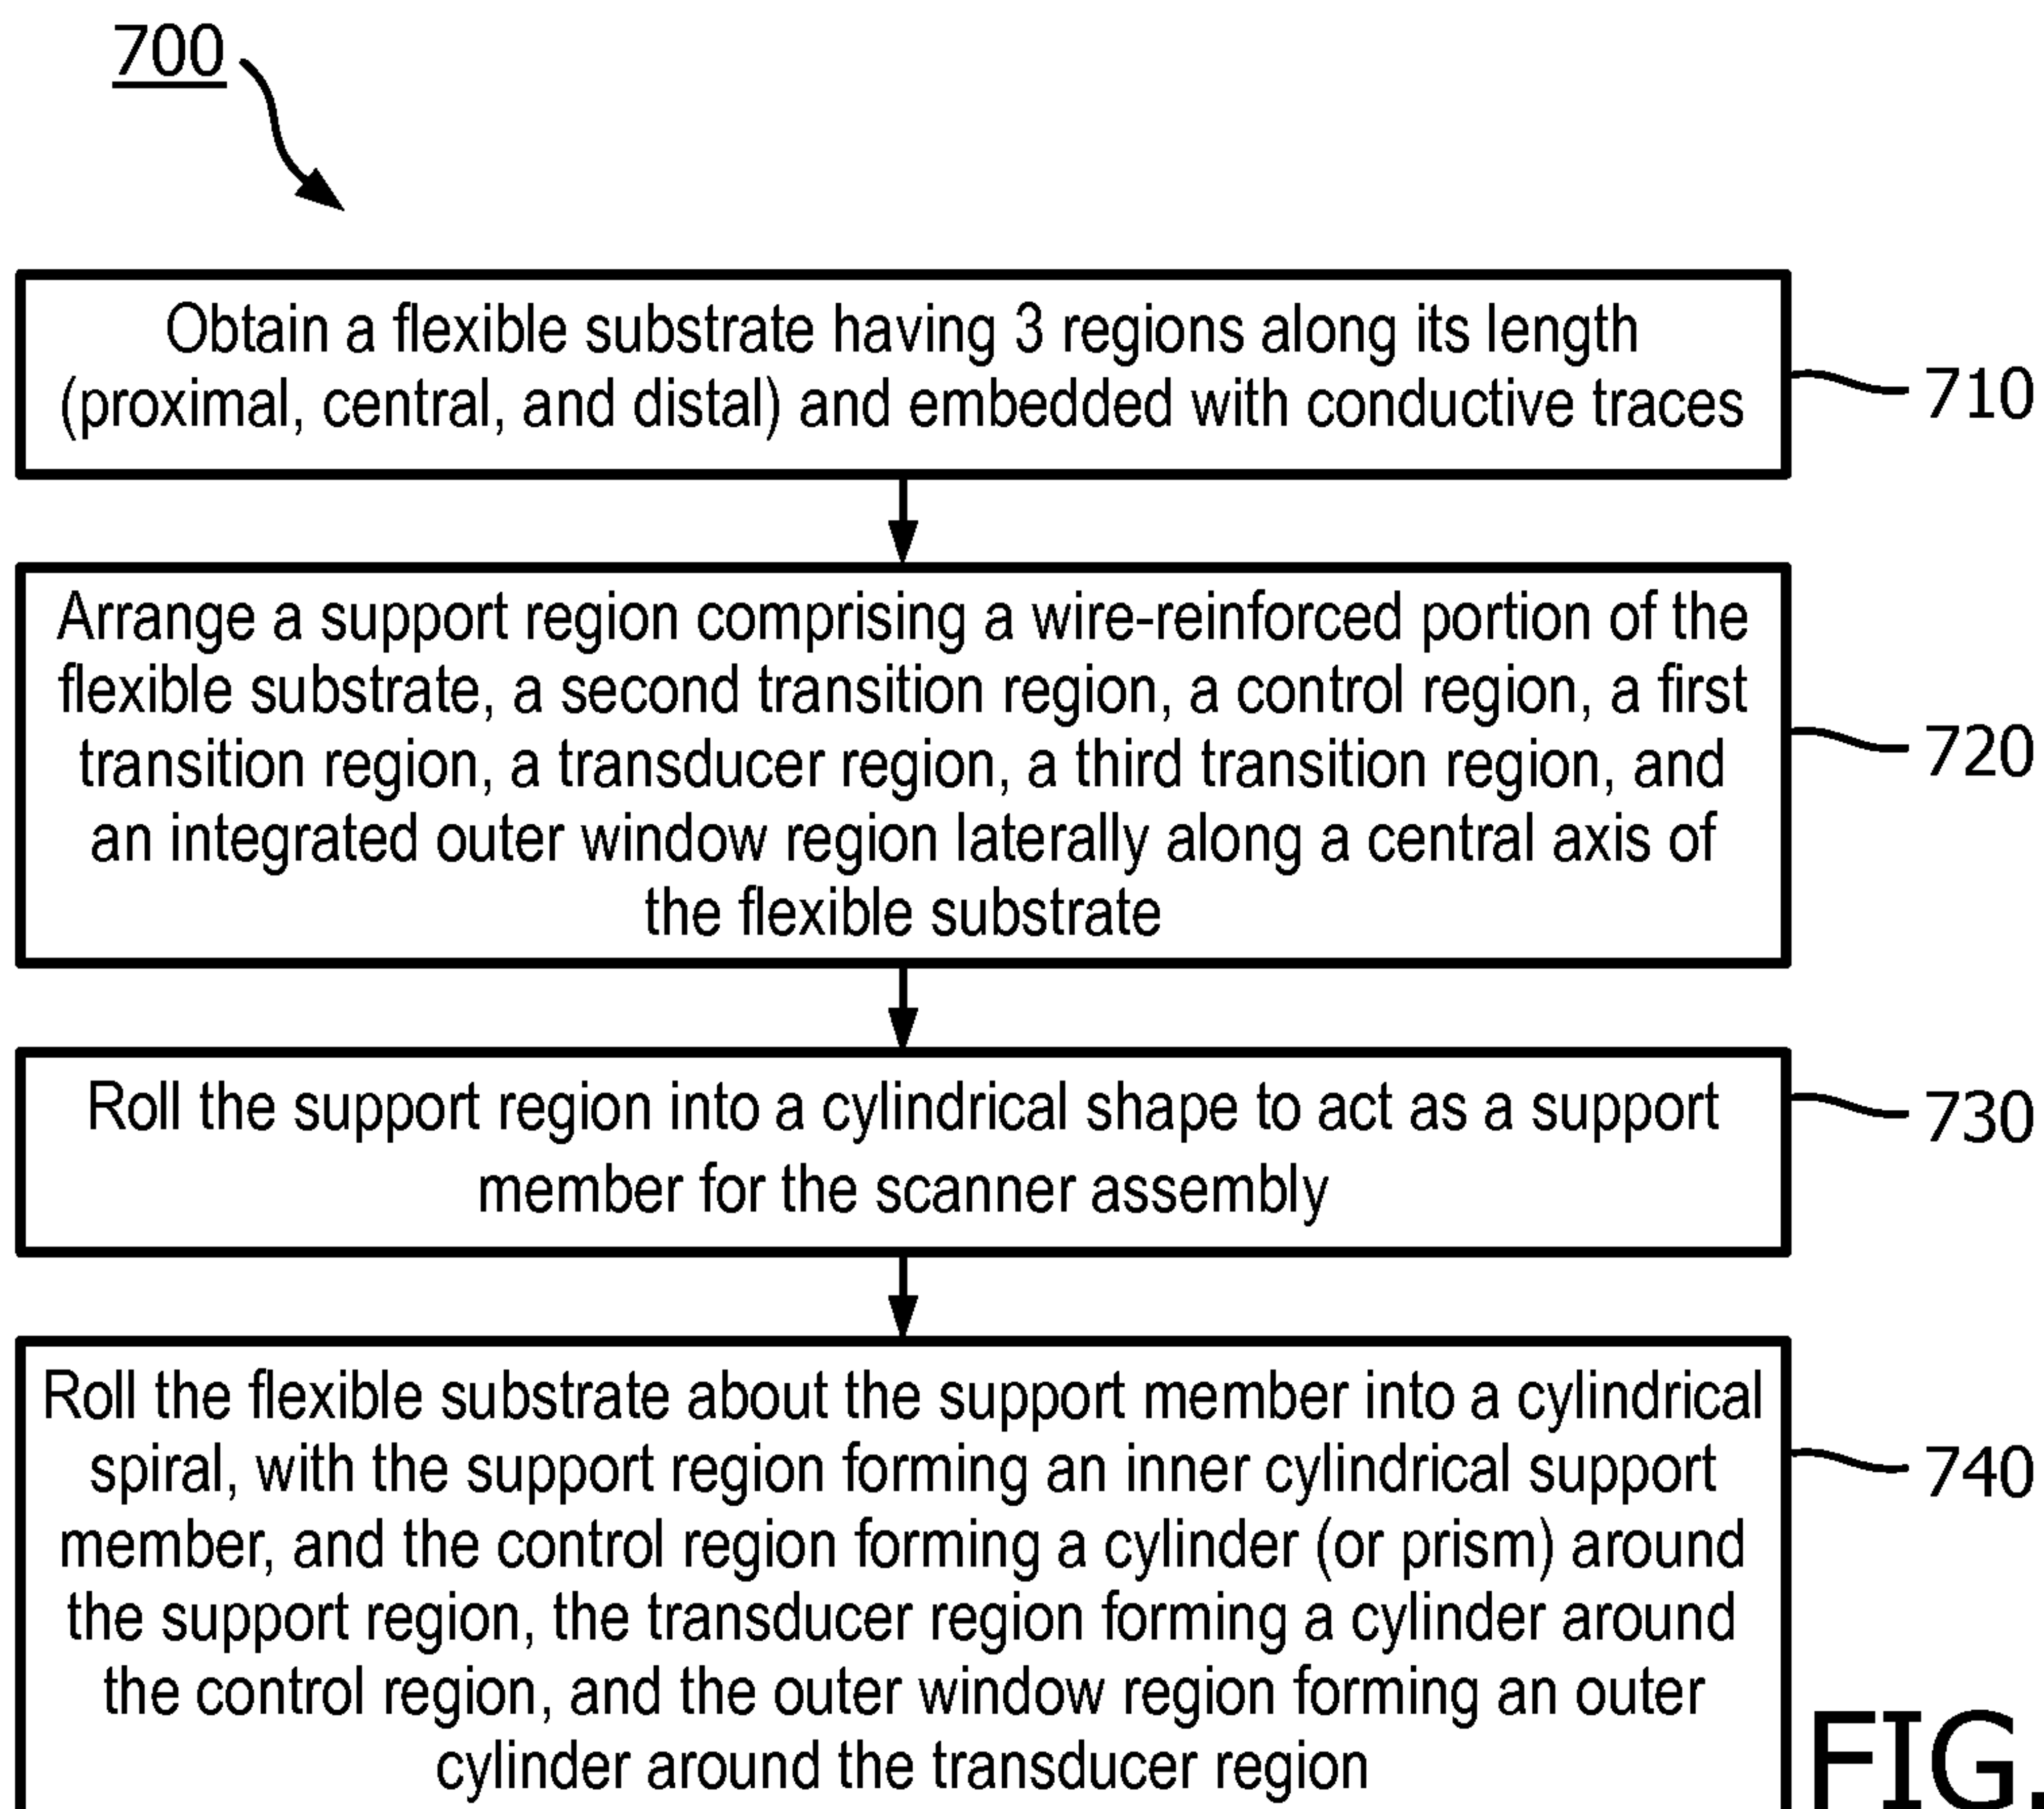 700
Obtain a flexible substrate having 3 regions along its length
(proximal, central, and distal) and embedded with conductive traces
710
Arrange a support region comprising a wire-reinforced portion of the
flexible substrate, a second transition region, a control region, a first
transition region, a transducer region, a third transition region, and
an integrated outer window region laterally along a central axis of
the flexible substrate
720
Roll the support region into a cylindrical shape to act as a support
member for the scanner assembly
730
Roll the flexible substrate about the support member into a cylindrical
spiral, with the support region forming an inner cylindrical support
member, and the control region forming a cylinder (or prism) around
the support region, the transducer region forming a cylinder around
the control region, and the outer window region forming an outer
cylinder around the transducer region
740
FIG.